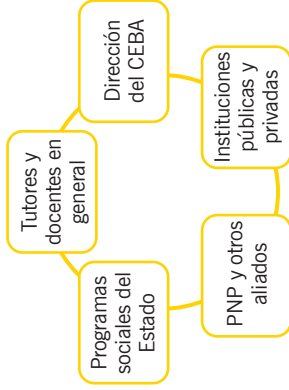 Tutores y
docentes en
general
Dirección
del CEBA
Instituciones
públicas y
privadas
PNP y otros
aliados
Programas
sociales del
Estado